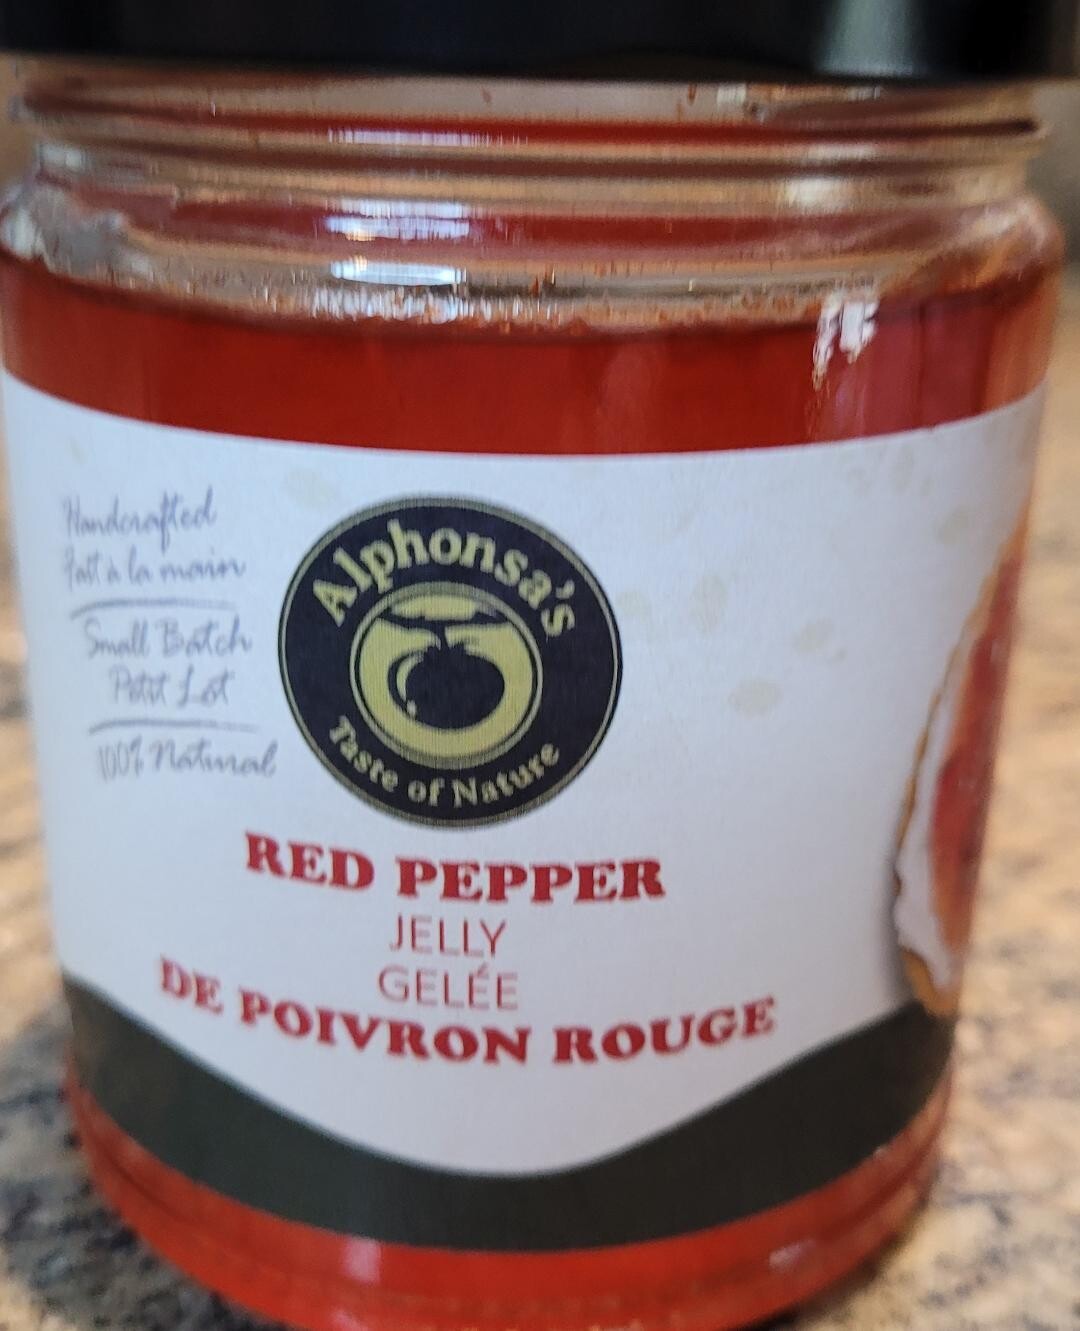 Handcrafted
Fait à la main
Small Batch
Petit Lot
100% Natural
Alphonsa's
Taste of Nature
RED PEPPER
JELLY
GELÉE
DE POIVRON ROUGE